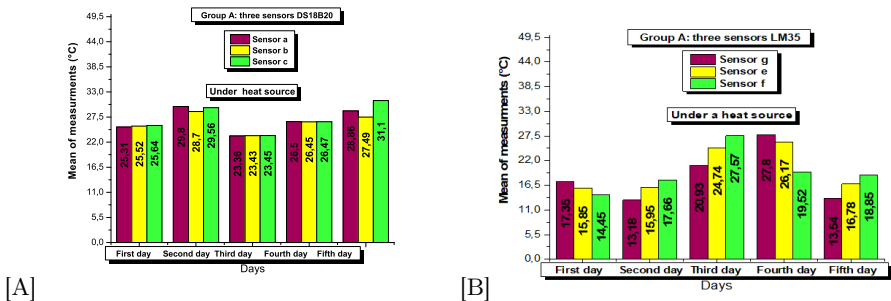 Group A: three sensors DS18B20
Sensor a
Sensor b
Sensor c
Under heat source
Mean of measurments (°C)
49,5
44,0
38,5
33,0
27,5
22,0
16,5
11,0
5,5
0,0
25,31
25,52
25,64
29,8
28,7
29,56
23,36
23,43
23,45
26,5
26,45
26,47
28,86
27,49
31,1
First day Second day Third day Fourth day Fifth day
Days
[A]
Group A: three sensors LM35
Sensor g
Sensor e
Sensor f
Under a heat source
Mean of measurments (°C)
49,5
44,0
38,5
33,0
27,5
22,0
16,5
11,0
5,5
0,0
17,35
15,85
14,45
13,18
15,95
17,66
20,93
24,74
27,57
27,8
26,17
19,52
13,54
16,78
18,85
First day Second day Third day Fourth day Fifth day
Days
[B]